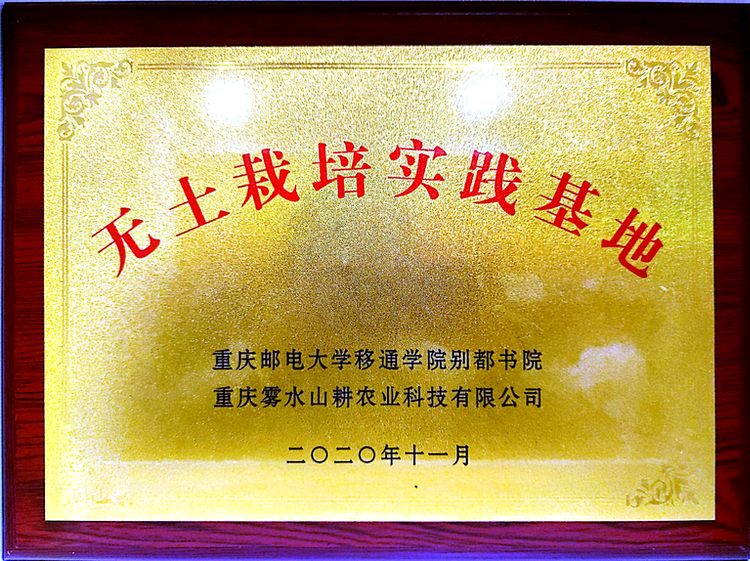 无土栽培实践基地
重庆邮电大学移通学院别都书院
重庆雾水山耕农业科技有限公司
二〇二〇年十一月